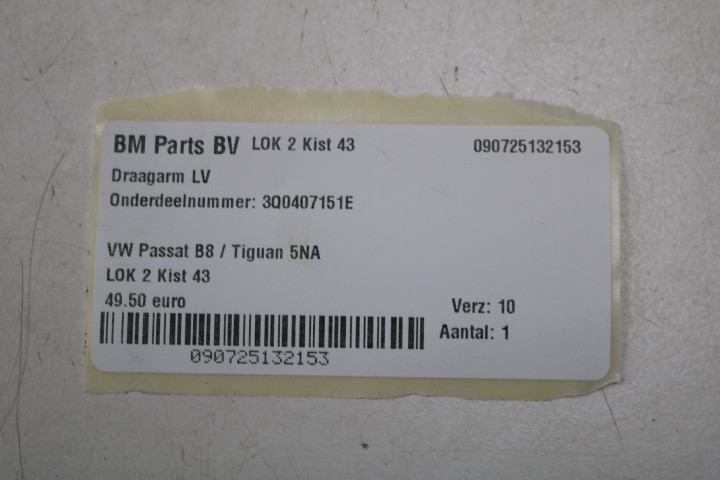 BM Parts BV LOK 2 Kist 43 090725132153
Draagarm LV
Onderdeelnummer: 3Q0407151E
VW Passat B8 / Tiguan 5NA
LOK 2 Kist 43
49.50 euro Verz: 10
Aantal: 1
090725132153